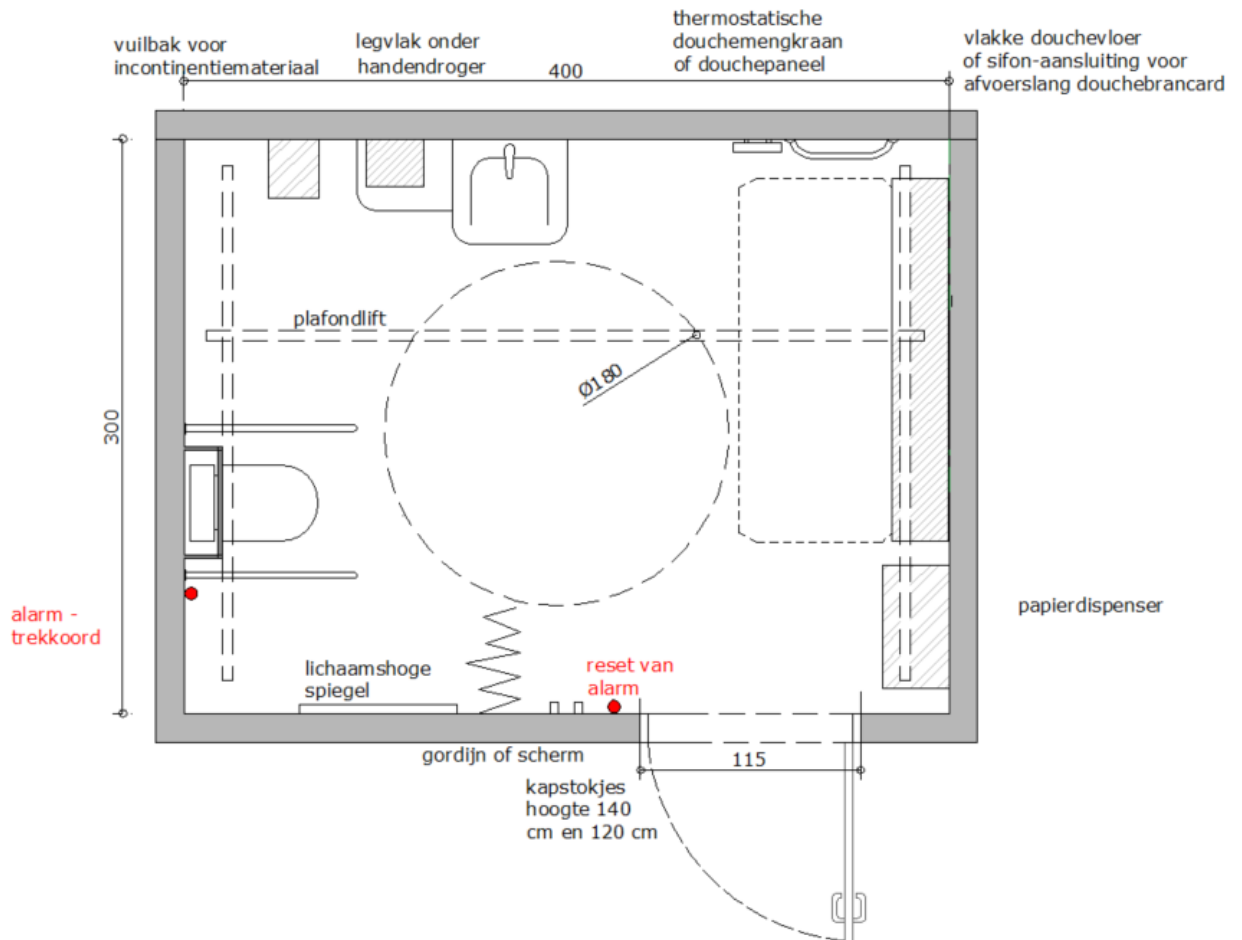 vuilbak voor
incontinentiemateriaal
legvlak onder
handendroger
400
thermostatische
douchemengkraan
of douchepaneel
vlakke douchevloer
of sifon-aansluiting voor
afvoerslang douchebrancard
plafondlift
Ø180
300
alarm -
trekkoord
papierdispenser
lichaamshoge
spiegel
reset van
alarm
gordijn of scherm
115
kapstokjes
hoogte 140
cm en 120 cm